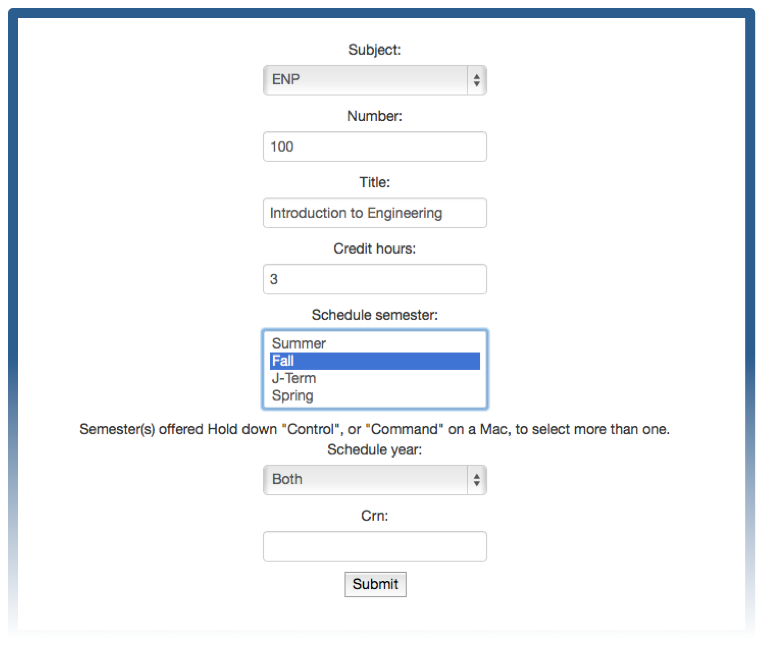 Subject:
ENP
Number:
100
Title:
Introduction to Engineering
Credit hours:
3
Schedule semester:
Summer
Fall
J-Term
Spring
Semester(s) offered Hold down "Control", or "Command" on a Mac, to select more than one.
Schedule year:
Both
Crn:
Submit